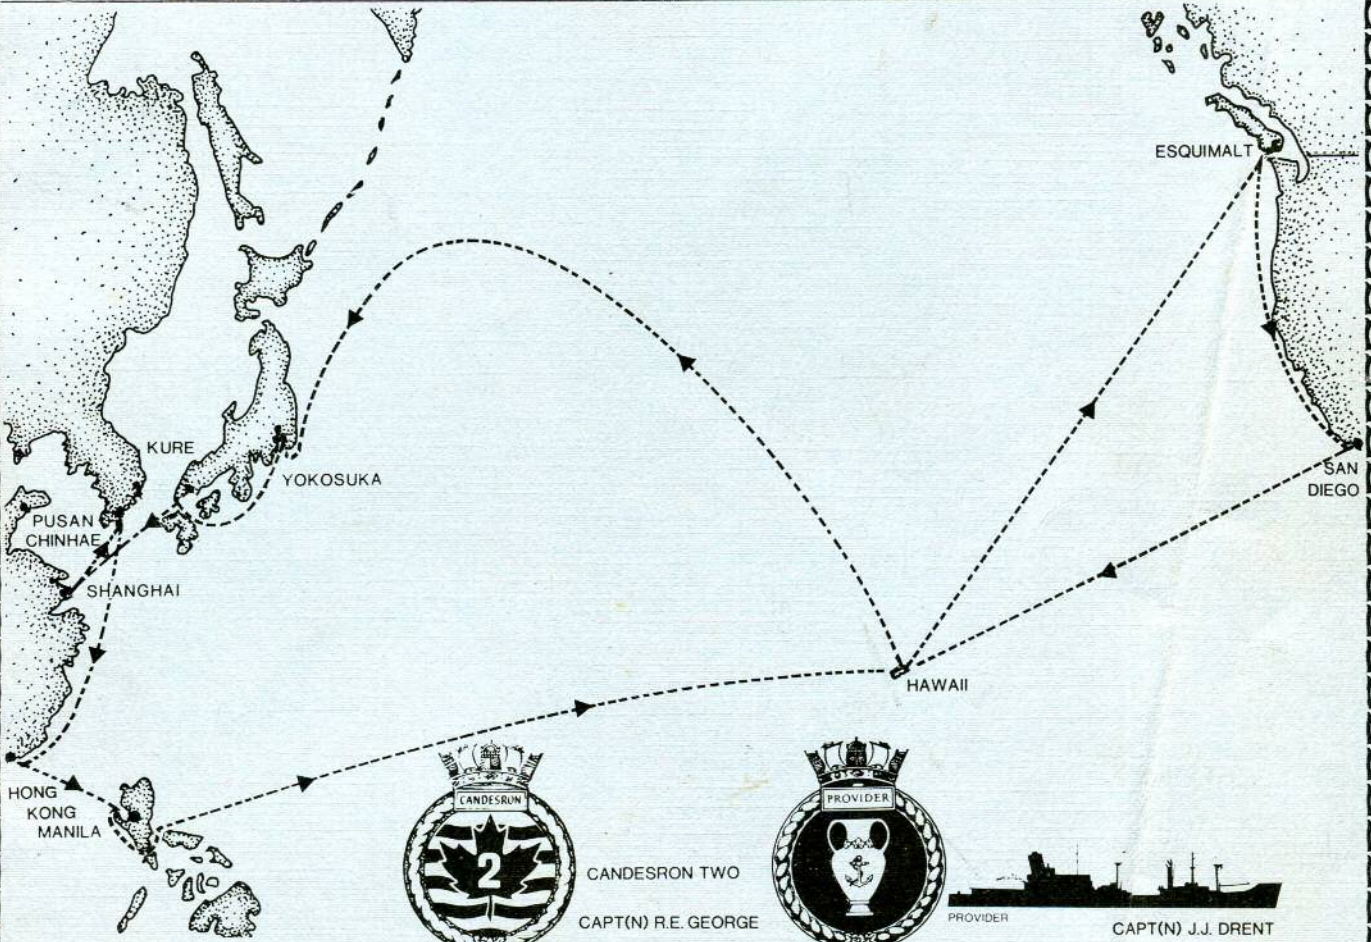 ESQUIMALT
KURE
YOKOSUKA
SAN
DIEGO
PUSAN
CHINHAE
SHANGHAI
HAWAII
HONG
KONG
MANILA
CANDESRON
2
PROVIDER
CANDESRON TWO
CAPT(N) R.E. GEORGE
PROVIDER
CAPT(N) J.J. DRENT